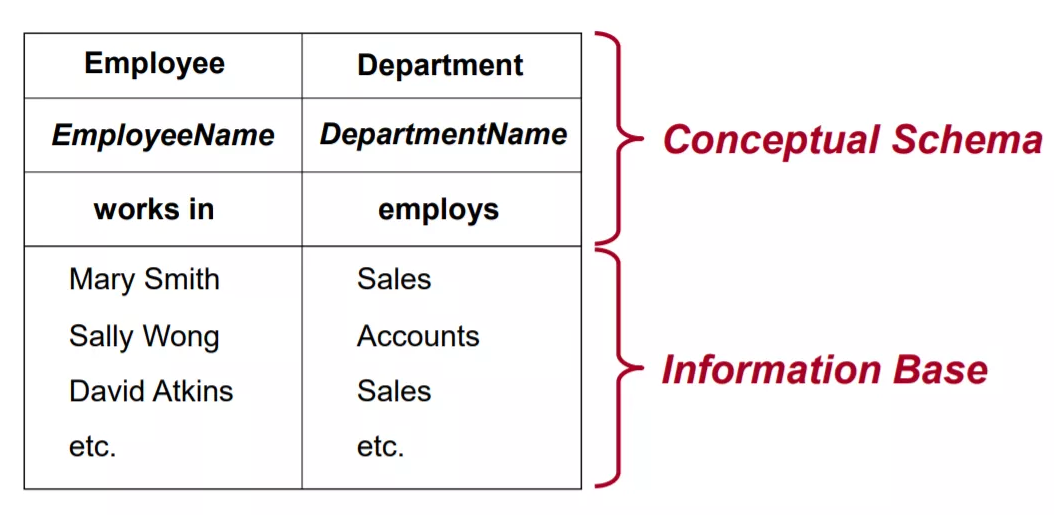 Employee Department
EmployeeName DepartmentName
Conceptual Schema
works in employs
Mary Smith Sales
Sally Wong Accounts
Information Base
David Atkins Sales
etc. etc.